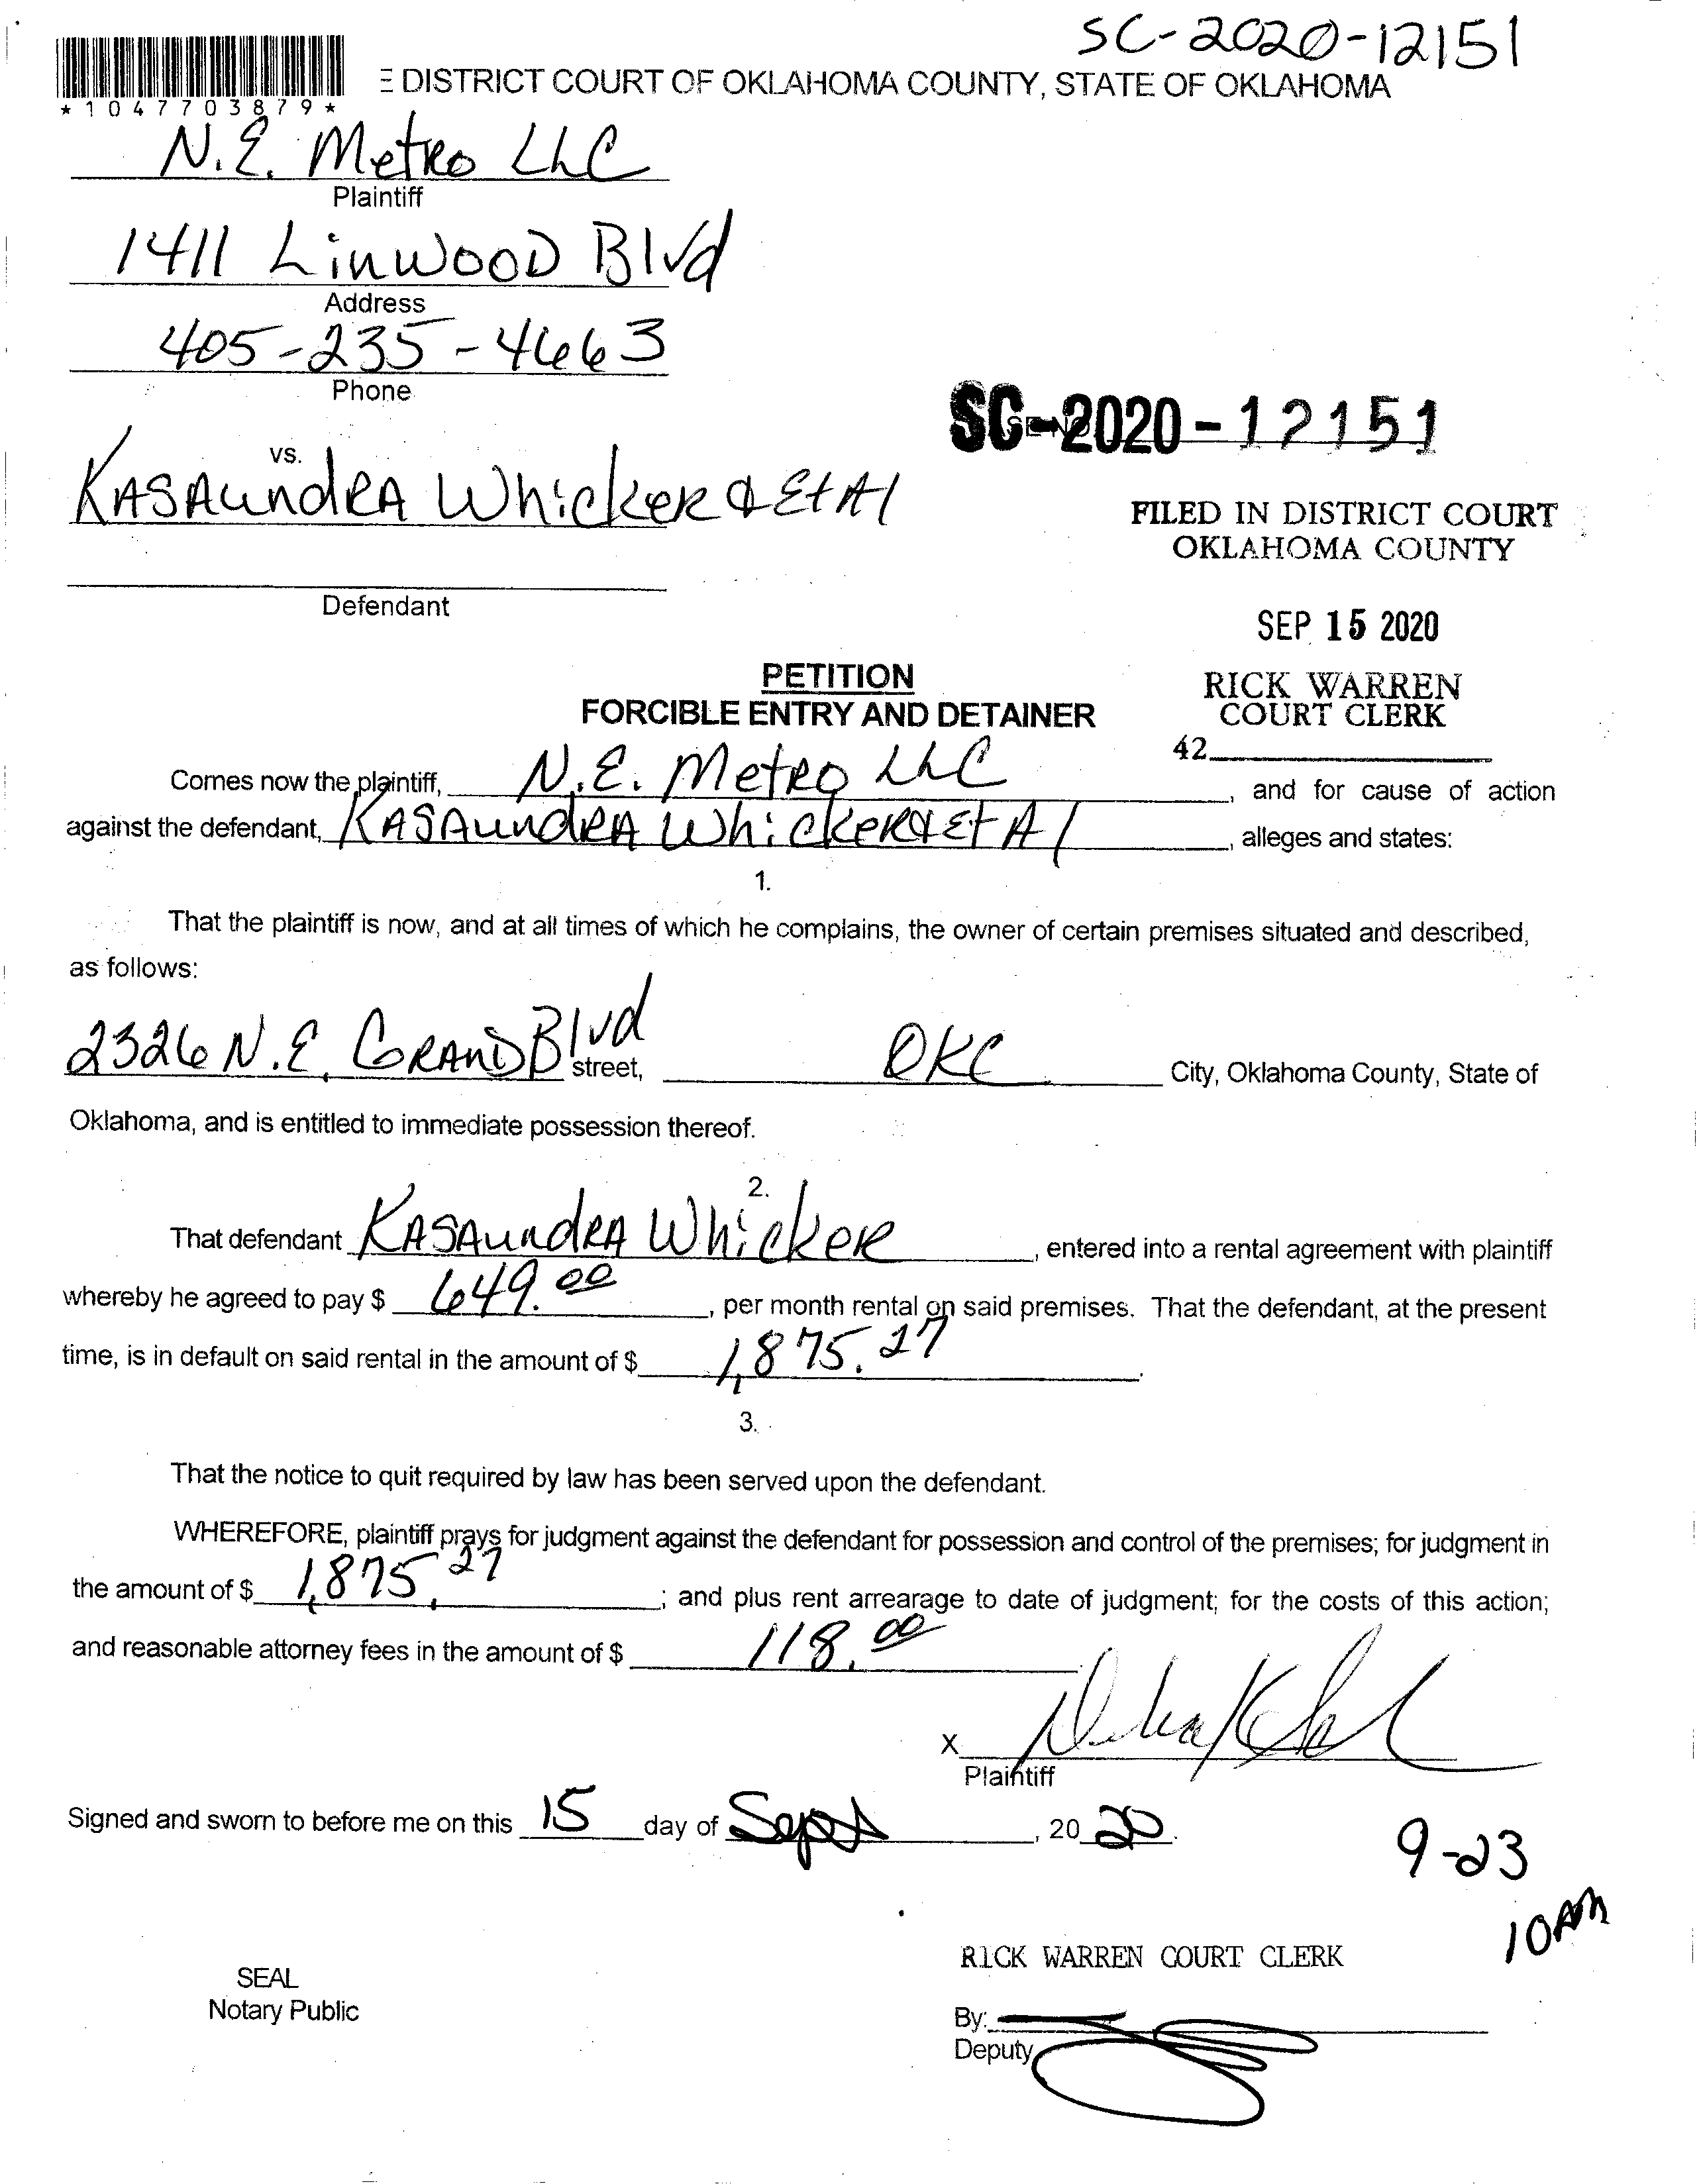 SC-2020-12151
E DISTRICT COURT OF OKLAHOMA COUNTY, STATE OF OKLAHOMA
*1047703879*
N.E. Metro LLC
Plaintiff
1411 Linwood Blvd
Address
405-235-4663
Phone
SC-2020-12151
vs.
KASAundRA Whicker & Et Al
FILED IN DISTRICT COURT
OKLAHOMA COUNTY
Defendant
SEP 15 2020
PETITION
RICK WARREN
FORCIBLE ENTRY AND DETAINER
COURT CLERK
42
Comes now the plaintiff, N.E. Metro LLC, and for cause of action
against the defendant, KASAundRA Whicker & Et Al, alleges and states:
1.
That the plaintiff is now, and at all times of which he complains, the owner of certain premises situated and described,
as follows:
2326 N.E. GRAND Blvd street, OKC City, Oklahoma County, State of
Oklahoma, and is entitled to immediate possession thereof.
2.
That defendant KASAundRA Whicker, entered into a rental agreement with plaintiff
whereby he agreed to pay $ 649.00, per month rental on said premises. That the defendant, at the present
time, is in default on said rental in the amount of $ 1,875.27.
3.
That the notice to quit required by law has been served upon the defendant.
WHEREFORE, plaintiff prays for judgment against the defendant for possession and control of the premises; for judgment in
the amount of $ 1,875.27; and plus rent arrearage to date of judgment; for the costs of this action;
and reasonable attorney fees in the amount of $ 118.00
X
Plaintiff
Signed and sworn to before me on this 15 day of Sept, 2020.
9-23
10AM
RICK WARREN COURT CLERK
SEAL
Notary Public
By:
Deputy